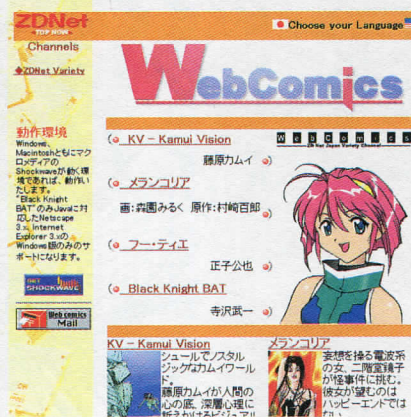 ZDNet
TOP NOW
Channels
◆ZDNet Variety
Choose your Language
WebComics
WebComics
ZD Net Japan Variety Channel
動作環境
Windows、
Macintoshともにマク
ロメディアの
Shockwaveが動く環
境であれば、動作い
たします。
"Black Knight
BAT"のみJavaに対
応したNetscape
3.x、Internet
Explorer 3.xの
Windows版のみのサ
ポートになります。
GET
SHOCKWAVE
Web comics
Mail
KV - Kamui Vision
藤原カムイ
メランコリア
画:森園みるく 原作:村崎百郎
フー・ティエ
正子公也
Black Knight BAT
寺沢武一
KV - Kamui Vision
シュールでノスタル
ジックなカムイワール
ド。
藤原カムイが人間の
心の底、深層心理に
メランコリア
妄想を操る電波系
の女、二階堂鏡子
が怪事件に挑む。
彼女が望むのは
ハッピーエンドでは